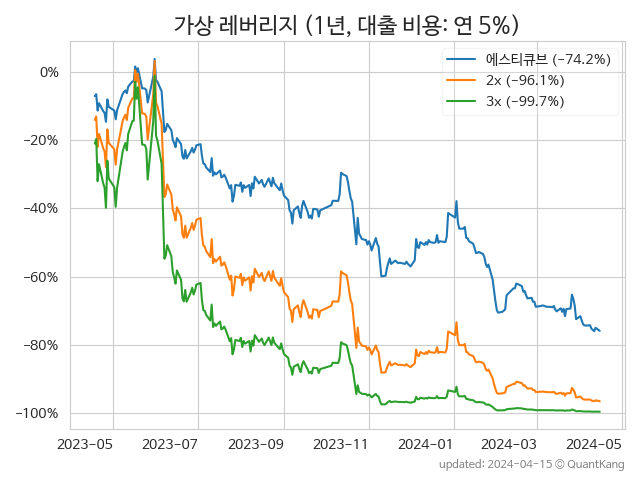 가상 레버리지 (1년, 대출 비용: 연 5%)
에스티큐브 (−74.2%)
2x (−96.1%)
3x (−99.7%)
0%
−20%
−40%
−60%
−80%
−100%
2023-05 2023-07 2023-09 2023-11 2024-01 2024-03 2024-05
updated: 2024-04-15 © QuantKang